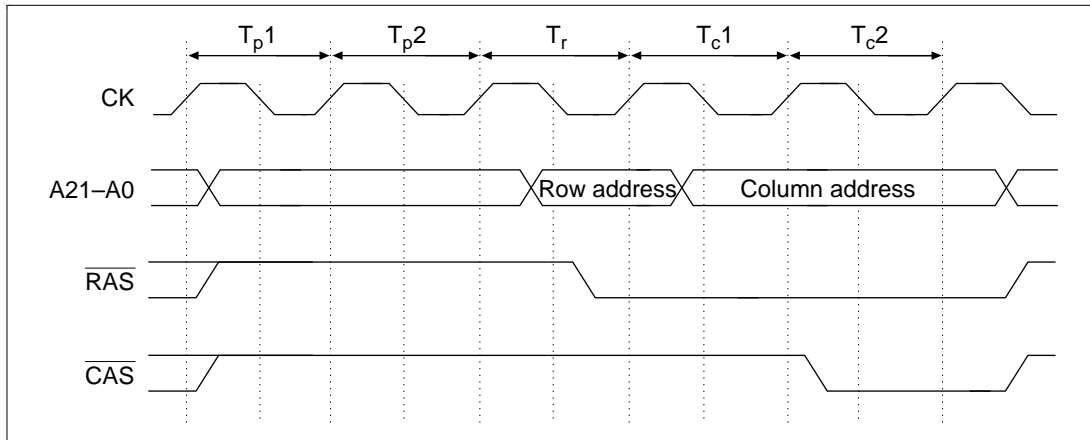 Tp1 Tp2 Tr Tc1 Tc2
CK
A21–A0 Row address Column address
RAS
CAS